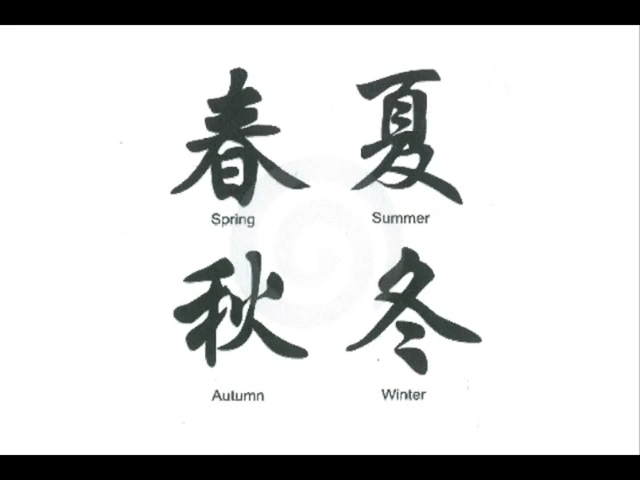 春 夏
Spring Summer
秋 冬
Autumn Winter